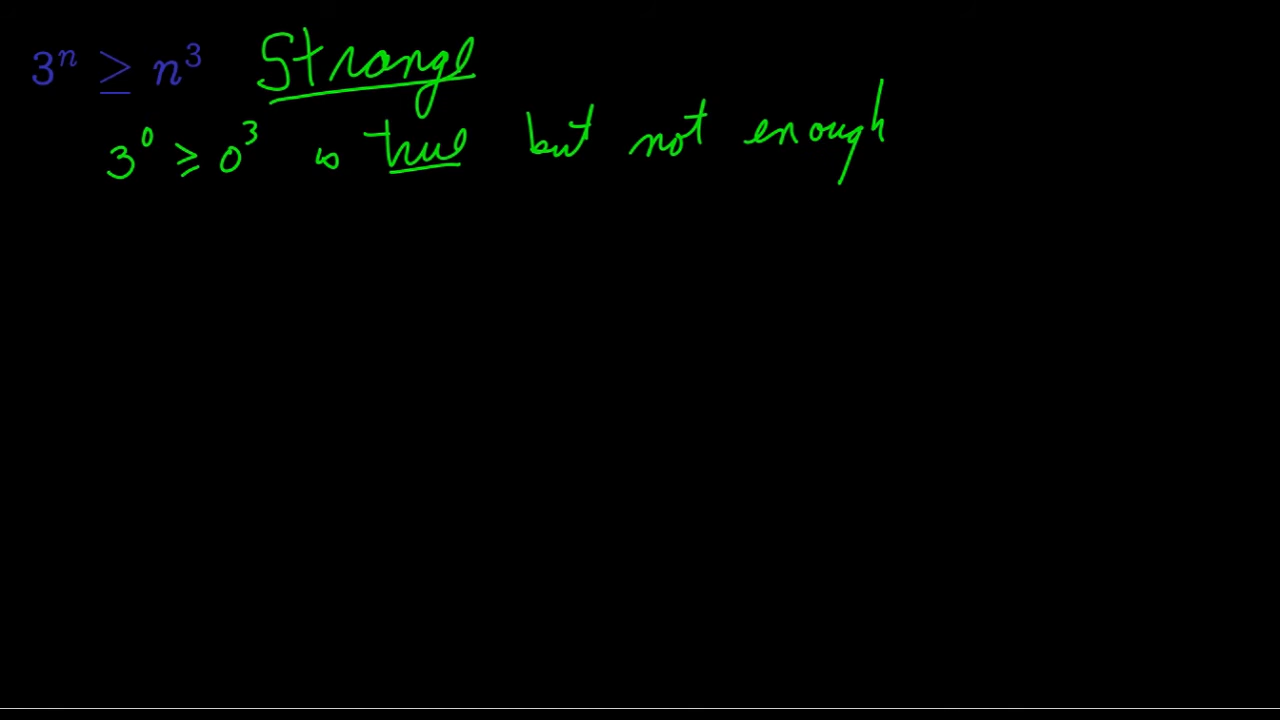 3^n ≥ n^3 Strange
3^0 ≥ 0^3 is true but not enough